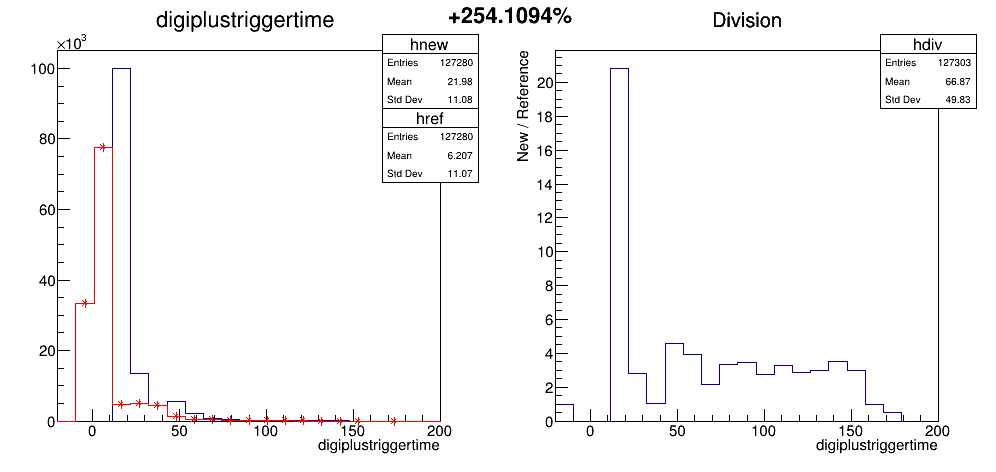 +254.1094%
digiplustriggertime
×10³
hnew
Entries 127280
Mean 21.98
Std Dev 11.08
href
Entries 127280
Mean 6.207
Std Dev 11.07
100
80
60
40
20
0
0 50 100 150 200
digiplustriggertime
Division
hdiv
Entries 127303
Mean 66.87
Std Dev 49.83
New / Reference
20
18
16
14
12
10
8
6
4
2
0
0 50 100 150 200
digiplustriggertime